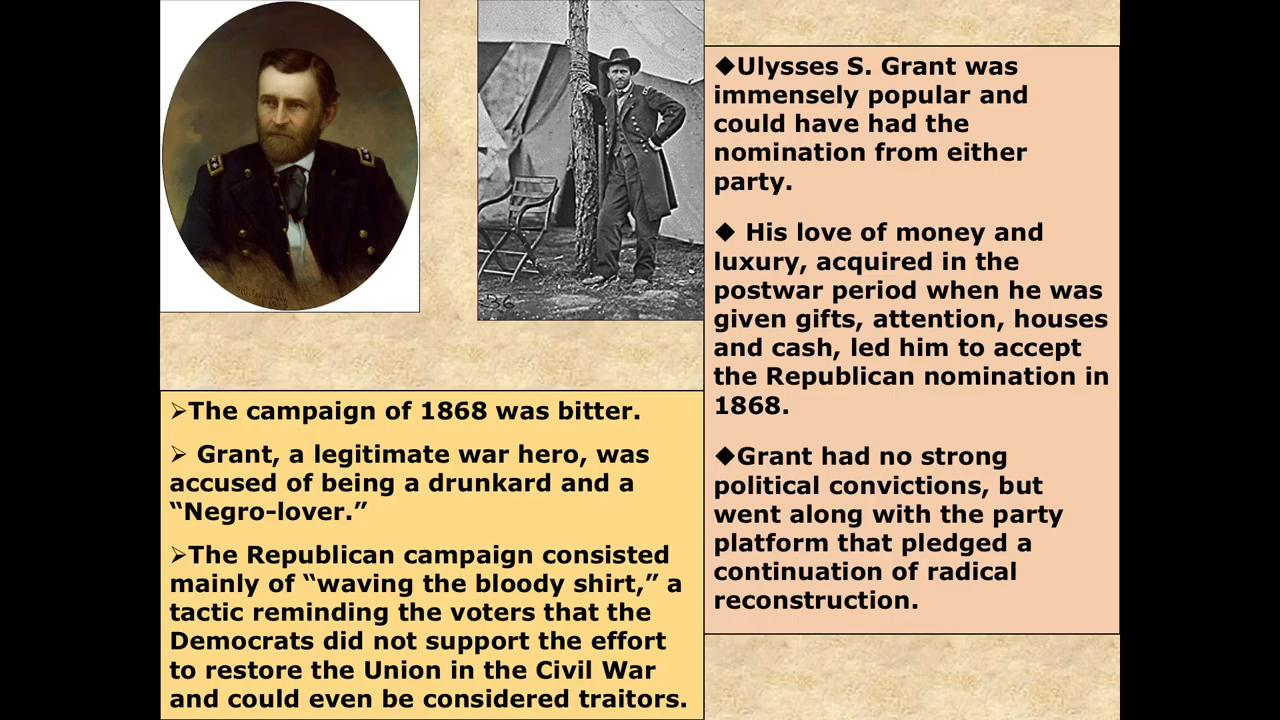 ◆Ulysses S. Grant was
immensely popular and
could have had the
nomination from either
party.
◆ His love of money and
luxury, acquired in the
postwar period when he was
given gifts, attention, houses
and cash, led him to accept
the Republican nomination in
1868.
◆Grant had no strong
political convictions, but
went along with the party
platform that pledged a
continuation of radical
reconstruction.
➢The campaign of 1868 was bitter.
➢ Grant, a legitimate war hero, was
accused of being a drunkard and a
“Negro-lover.”
➢The Republican campaign consisted
mainly of “waving the bloody shirt,” a
tactic reminding the voters that the
Democrats did not support the effort
to restore the Union in the Civil War
and could even be considered traitors.